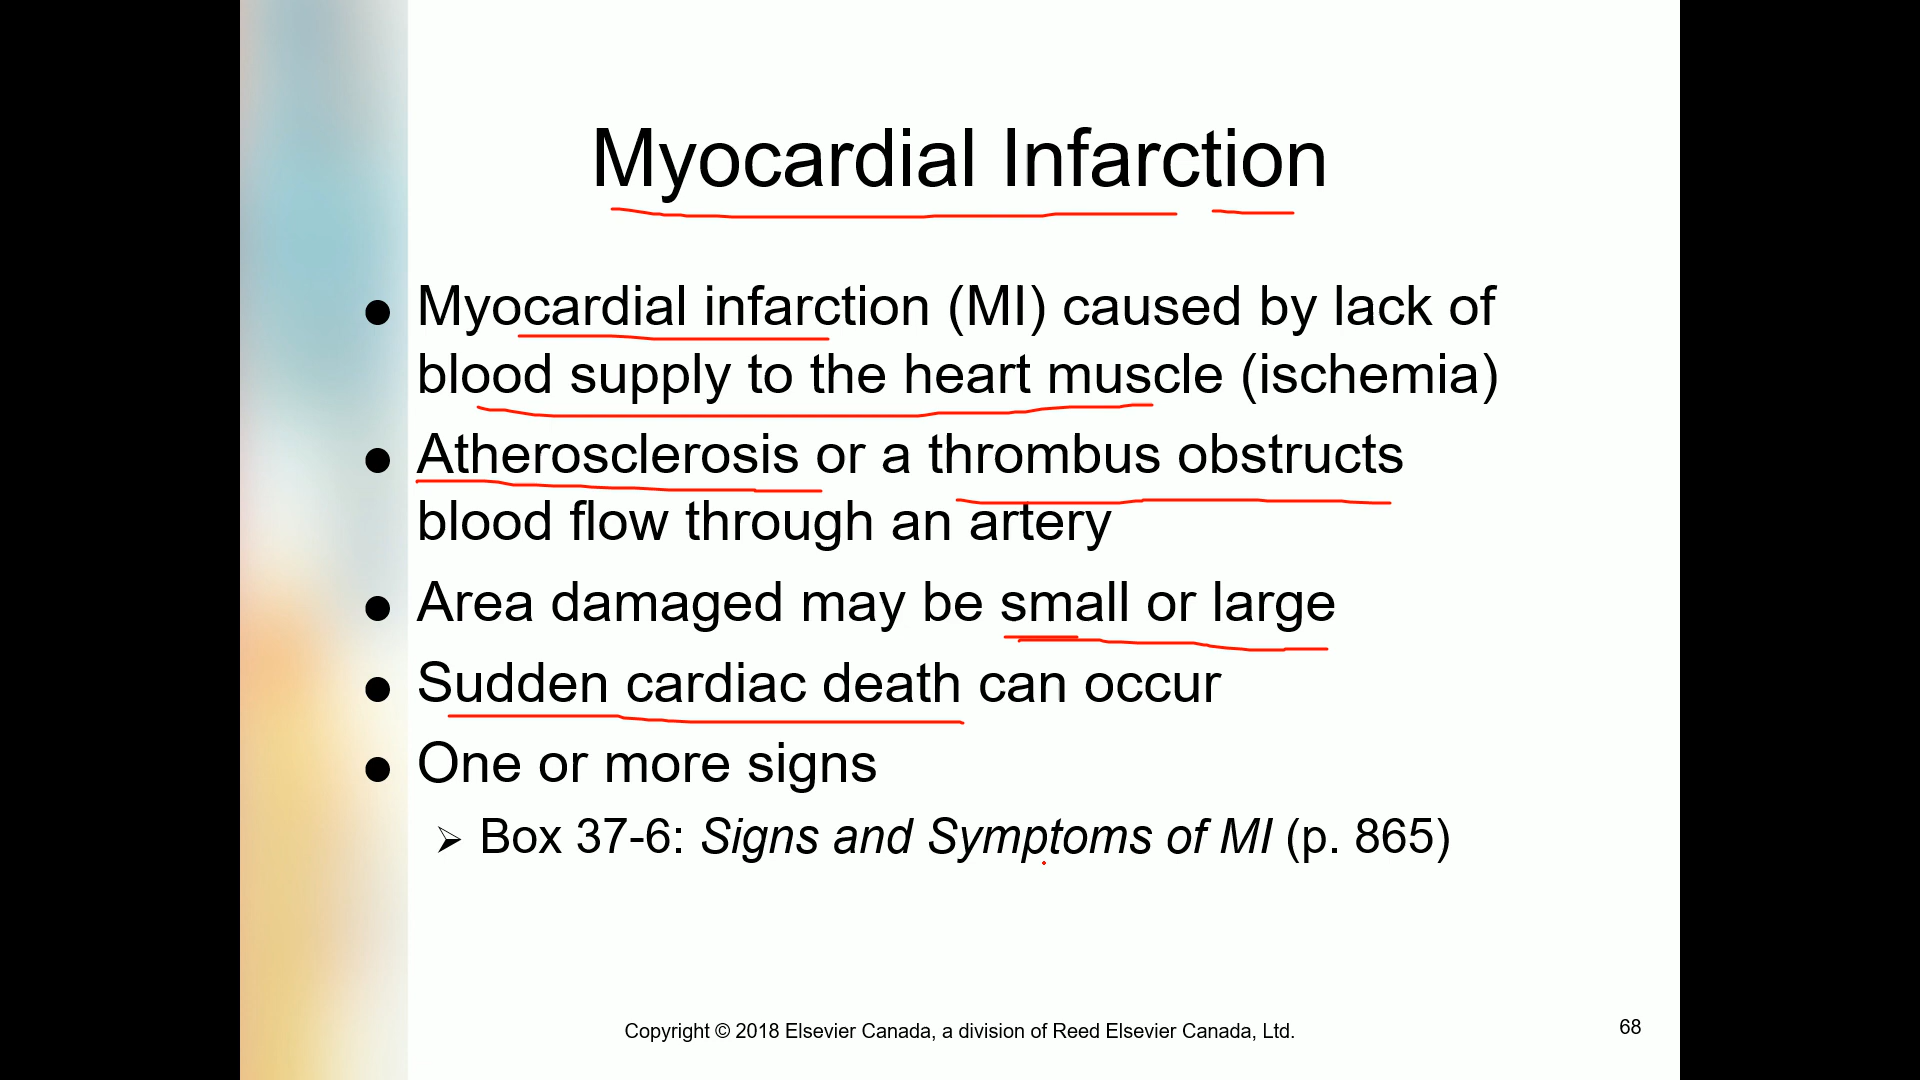 Myocardial Infarction
● Myocardial infarction (MI) caused by lack of
blood supply to the heart muscle (ischemia)
● Atherosclerosis or a thrombus obstructs
blood flow through an artery
● Area damaged may be small or large
● Sudden cardiac death can occur
● One or more signs
➢ Box 37-6: Signs and Symptoms of MI (p. 865)
Copyright © 2018 Elsevier Canada, a division of Reed Elsevier Canada, Ltd.
68